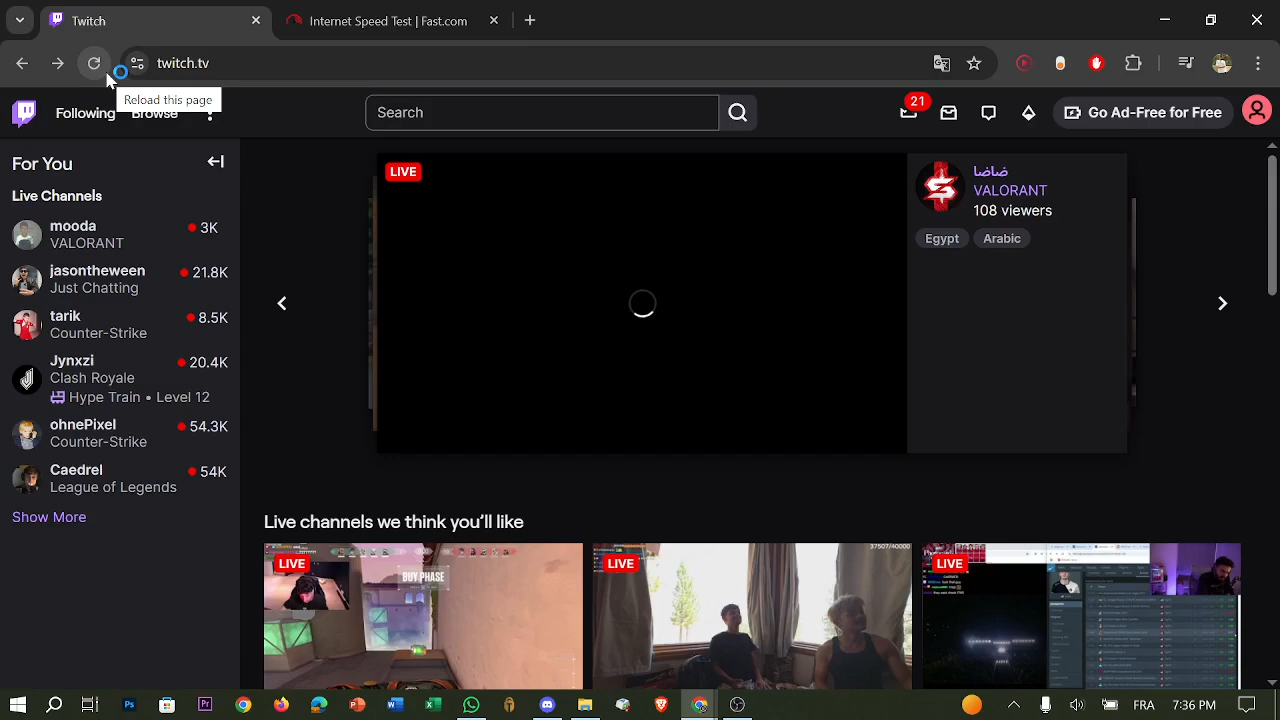 Twitch
Internet Speed Test | Fast.com
twitch.tv
Reload this page
Following
Browse
Search
21
Go Ad-Free for Free
For You
Live Channels
mooda
VALORANT
3K
jasontheween
Just Chatting
21.8K
tarik
Counter-Strike
8.5K
Jynxzi
Clash Royale
20.4K
Hype Train • Level 12
ohnePixel
Counter-Strike
54.3K
Caedrel
League of Legends
54K
Show More
LIVE
ضاضا
VALORANT
108 viewers
Egypt
Arabic
Live channels we think you'll like
LIVE
BUY PHASE
LIVE
37507/40000
LIVE
FRA
7:36 PM